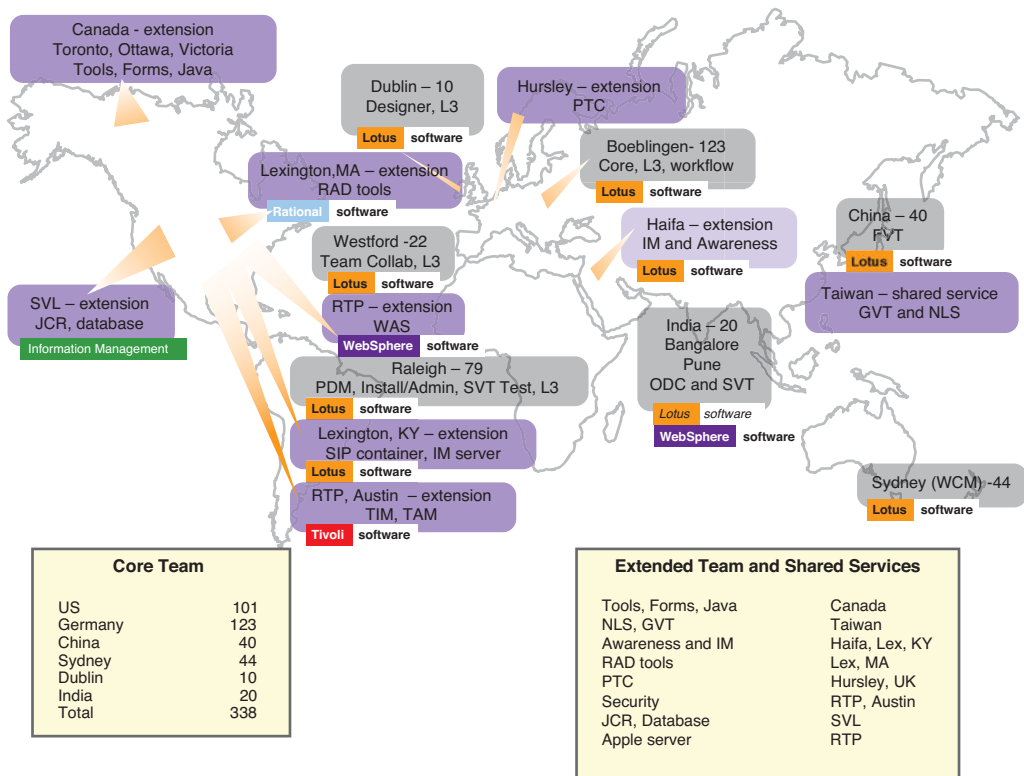 Canada - extension
Toronto, Ottawa, Victoria
Tools, Forms, Java
Dublin – 10
Designer, L3
Lotus software
Hursley – extension
PTC
Boeblingen- 123
Core, L3, workflow
Lotus software
Lexington,MA – extension
RAD tools
Rational software
Haifa – extension
IM and Awareness
Lotus software
China – 40
FVT
Lotus software
Westford -22
Team Collab, L3
Lotus software
SVL – extension
JCR, database
Information Management
Taiwan – shared service
GVT and NLS
RTP – extension
WAS
WebSphere software
India – 20
Bangalore
Pune
ODC and SVT
Lotus software
WebSphere software
Raleigh – 79
PDM, Install/Admin, SVT Test, L3
Lotus software
Lexington, KY – extension
SIP container, IM server
Lotus software
Sydney (WCM) -44
Lotus software
RTP, Austin – extension
TIM, TAM
Tivoli software
Core Team
US 101
Germany 123
China 40
Sydney 44
Dublin 10
India 20
Total 338
Extended Team and Shared Services
Tools, Forms, Java Canada
NLS, GVT Taiwan
Awareness and IM Haifa, Lex, KY
RAD tools Lex, MA
PTC Hursley, UK
Security RTP, Austin
JCR, Database SVL
Apple server RTP